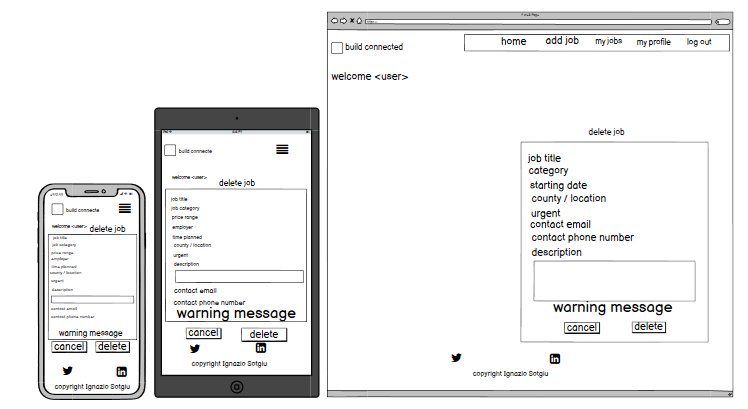 build connecte
welcome <user>
delete job
job title
job category
price range
employer
time planned
county / location
urgent
description
contact email
contact phone number
warning message
cancel
delete
copyright Ignazio Sotgiu
build connecte
welcome <user>
delete job
job title
job category
price range
employer
time planned
county / location
urgent
description
contact email
contact phone number
warning message
cancel
delete
copyright Ignazio Sotgiu
build connected
home add job my jobs my profile log out
welcome <user>
delete job
job title
category
starting date
county / location
urgent
contact email
contact phone number
description
warning message
cancel
delete
copyright Ignazio Sotgiu